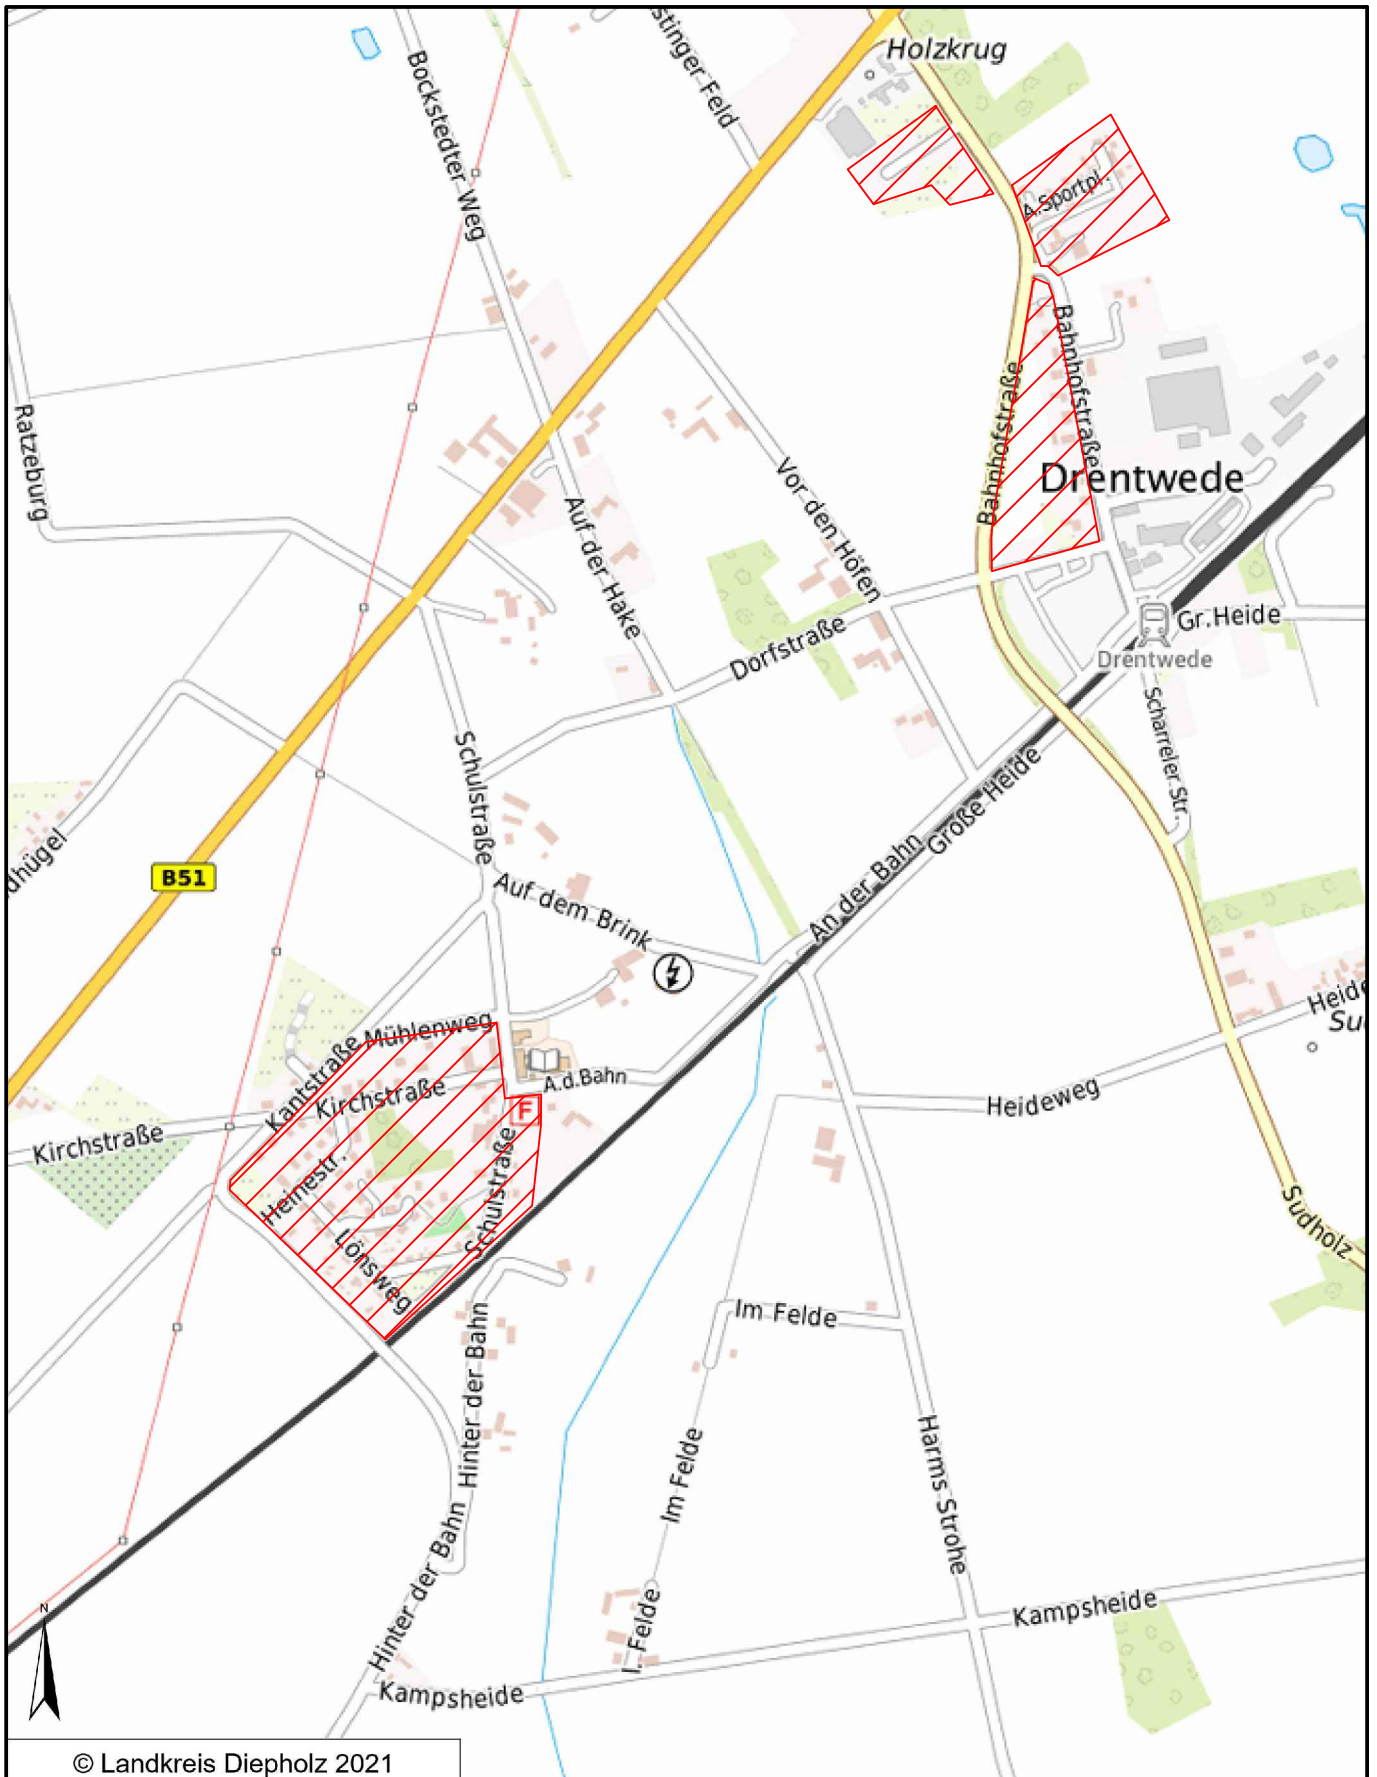 Holzkrug
stinger Feld
Bockstedter Weg
A.Sportpl.
Bahnhofstraße
Bahnhofstraße
Ratzeburg
Drentwede
Vor den Höfen
Auf der Hake
Gr.Heide
Dorfstraße
Drentwede
Scharreler Str.
Schulstraße
Große Heide
An der Bahn
dhügel
B51
Auf dem Brink
Heide
Su
Mühlenweg
Kantstraße
Kirchstraße
A.d.Bahn
F
Heideweg
Kirchstraße
Heinestr.
Schulstraße
Lönsweg
Sudholz
Im Felde
Hinter der Bahn
Im Felde
Harms Strohe
Hinter der Bahn
I. Felde
Kampsheide
Kampsheide
N
© Landkreis Diepholz 2021